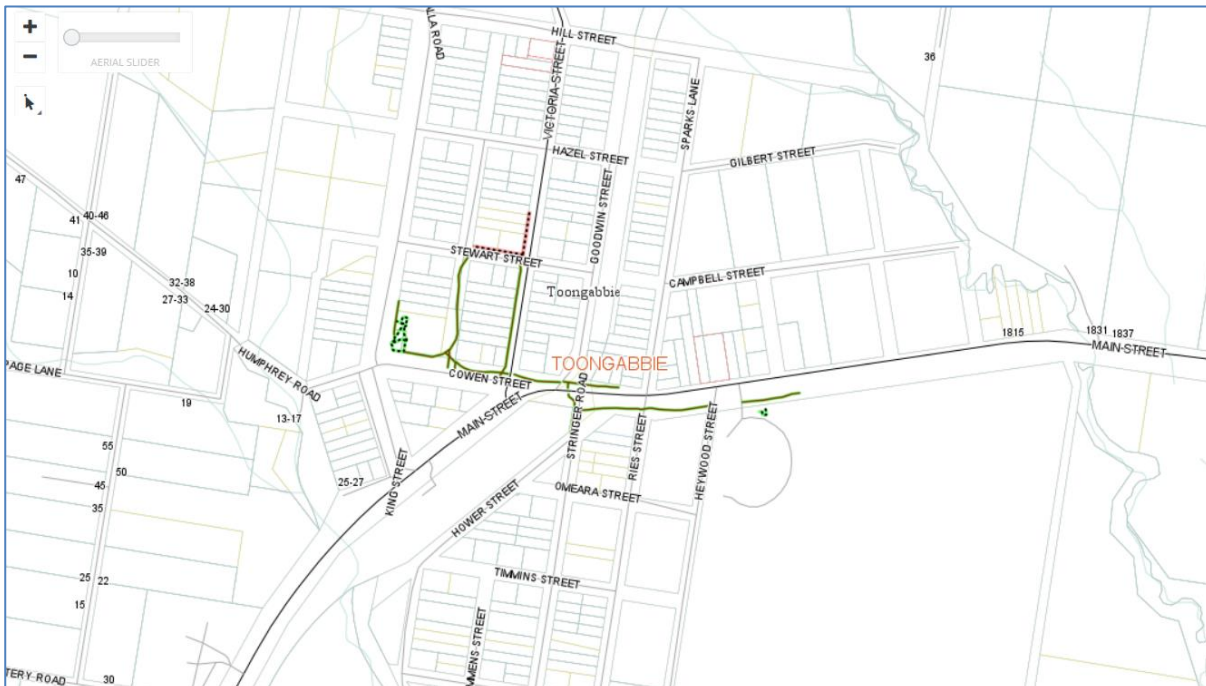 +
−
AERIAL SLIDER
ALLA ROAD
HILL STREET
36
VICTORIA STREET
SPARKS LANE
HAZEL STREET
GILBERT STREET
47
41
40-46
35-39
10
14
32-38
27-33
24-30
GOODWIN STREET
STEWART STREET
CAMPBELL STREET
Toongabbie
1815
1831
1837
MAIN STREET
HUMPHREY ROAD
PAGE LANE
TOONGABBIE
COWEN STREET
19
13-17
MAIN STREET
STRINGER ROAD
RIES STREET
HEYWOOD STREET
55
50
45
35
25-27
KING STREET
OMEARA STREET
HOWER STREET
25
22
15
TIMMINS STREET
MMENS STREET
TERY ROAD
30